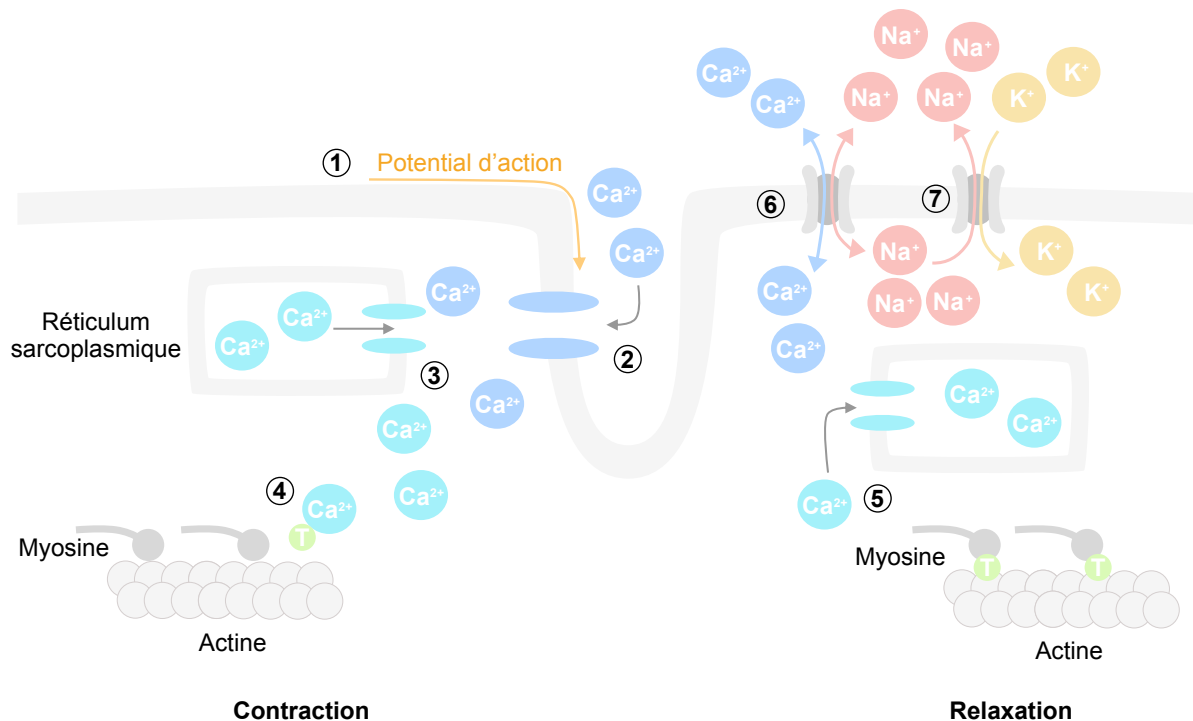 Ca²⁺
Na⁺
Na⁺
K⁺
Ca²⁺
Na⁺
Na⁺
K⁺
1
Potential d'action
Ca²⁺
6
7
Ca²⁺
Na⁺
K⁺
Ca²⁺
Ca²⁺
Na⁺
Na⁺
K⁺
Réticulum
sarcoplasmique
Ca²⁺
Ca²⁺
Ca²⁺
2
3
Ca²⁺
Ca²⁺
Ca²⁺
Ca²⁺
Ca²⁺
4
Ca²⁺
Ca²⁺
Ca²⁺
5
T
Myosine
Myosine
T
T
Actine
Actine
Contraction
Relaxation